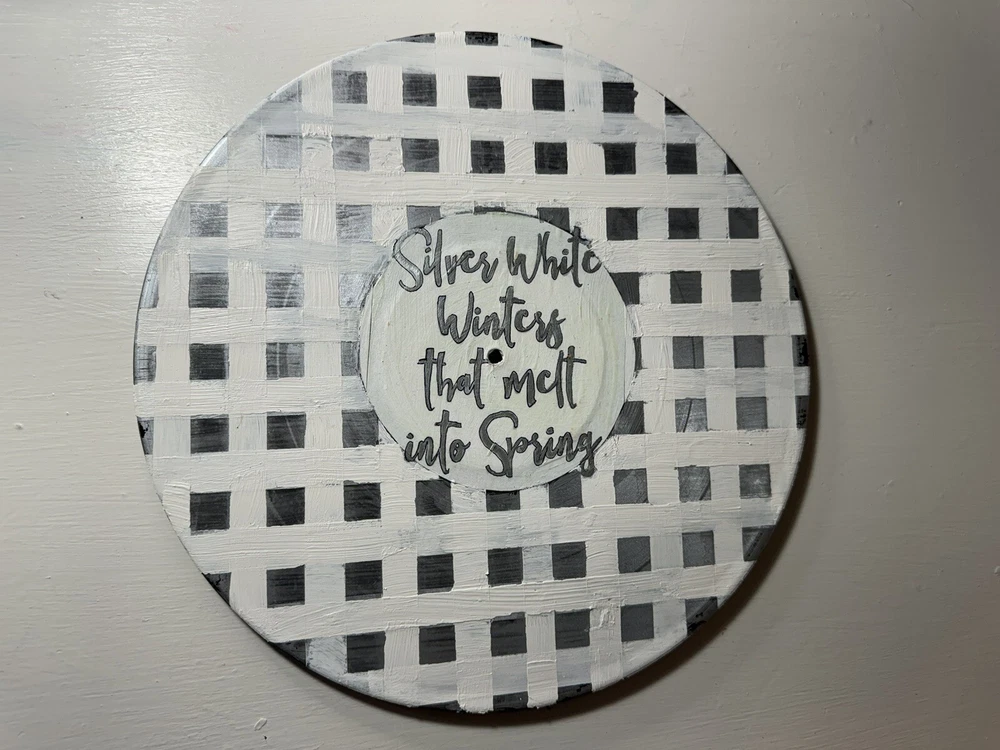 Silver White
Winters
that melt
into Spring